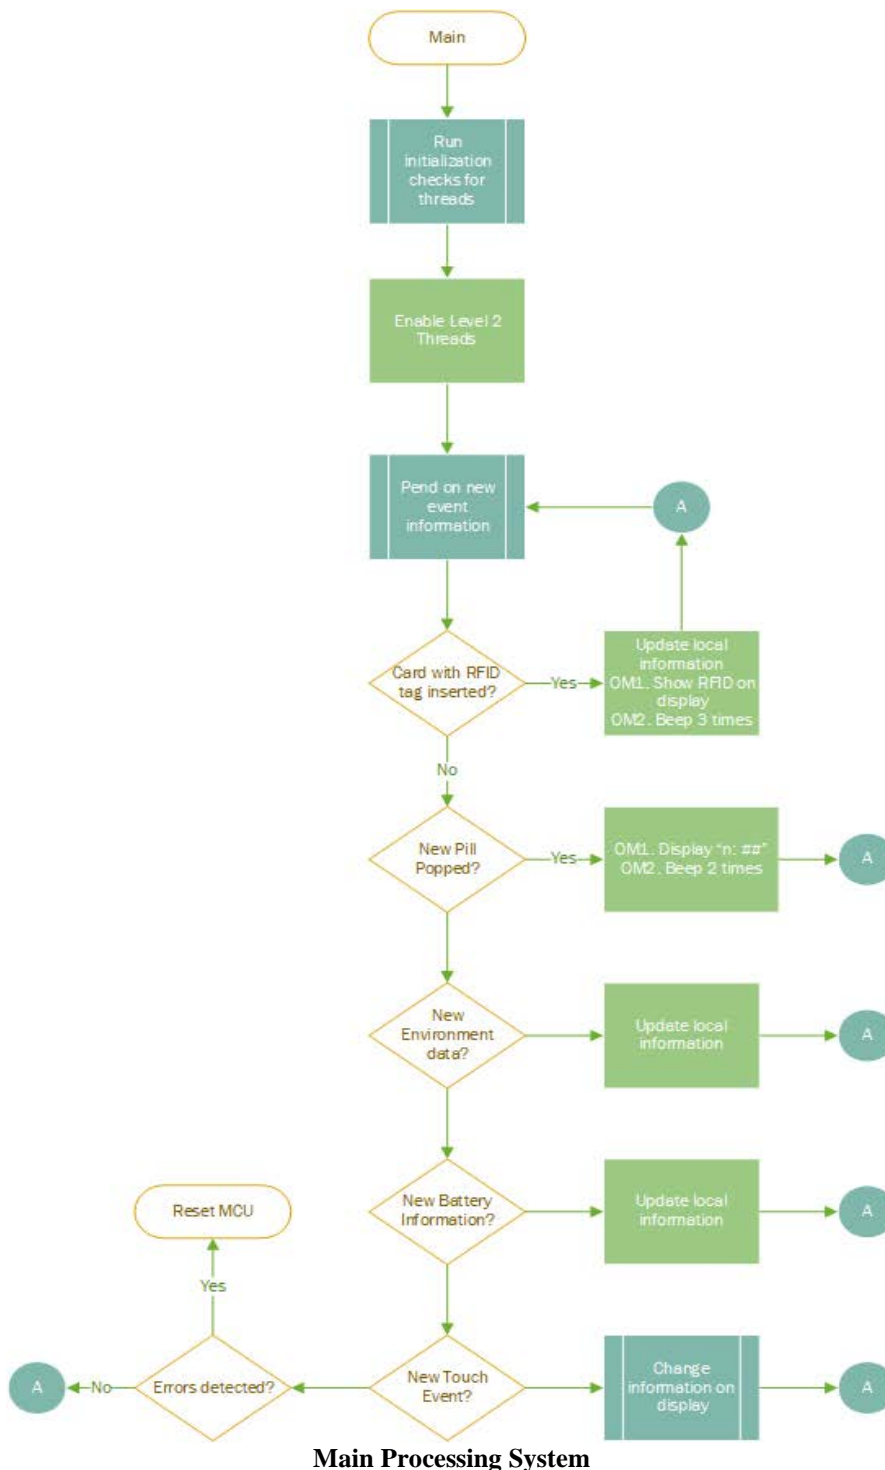 Main
Run
initialization
checks for
threads
Enable Level 2
Threads
Pend on new
event
information
A
Card with RFID
tag inserted?
Yes
Update local
information
OM1. Show RFID on
display
OM2. Beep 3 times
No
New Pill
Popped?
Yes
OM1. Display “n: ##”
OM2. Beep 2 times
A
New
Environment
data?
Update local
information
A
Reset MCU
New Battery
Information?
Update local
information
A
Yes
A
No
Errors detected?
New Touch
Event?
Change
information on
display
A
Main Processing System